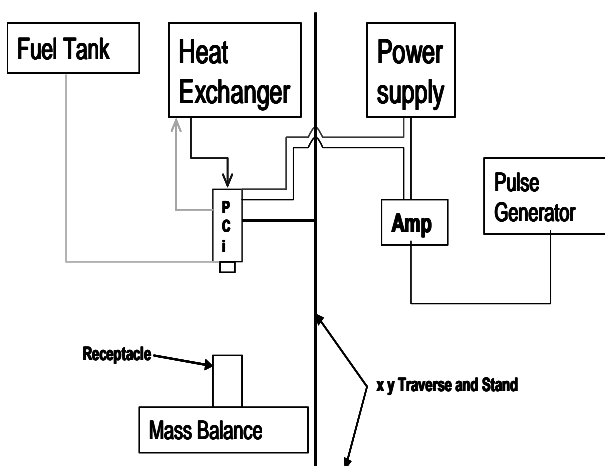 Fuel Tank
Heat
Exchanger
Power
supply
Pulse
Generator
P
C
i
Amp
Receptacle
x y Traverse and Stand
Mass Balance